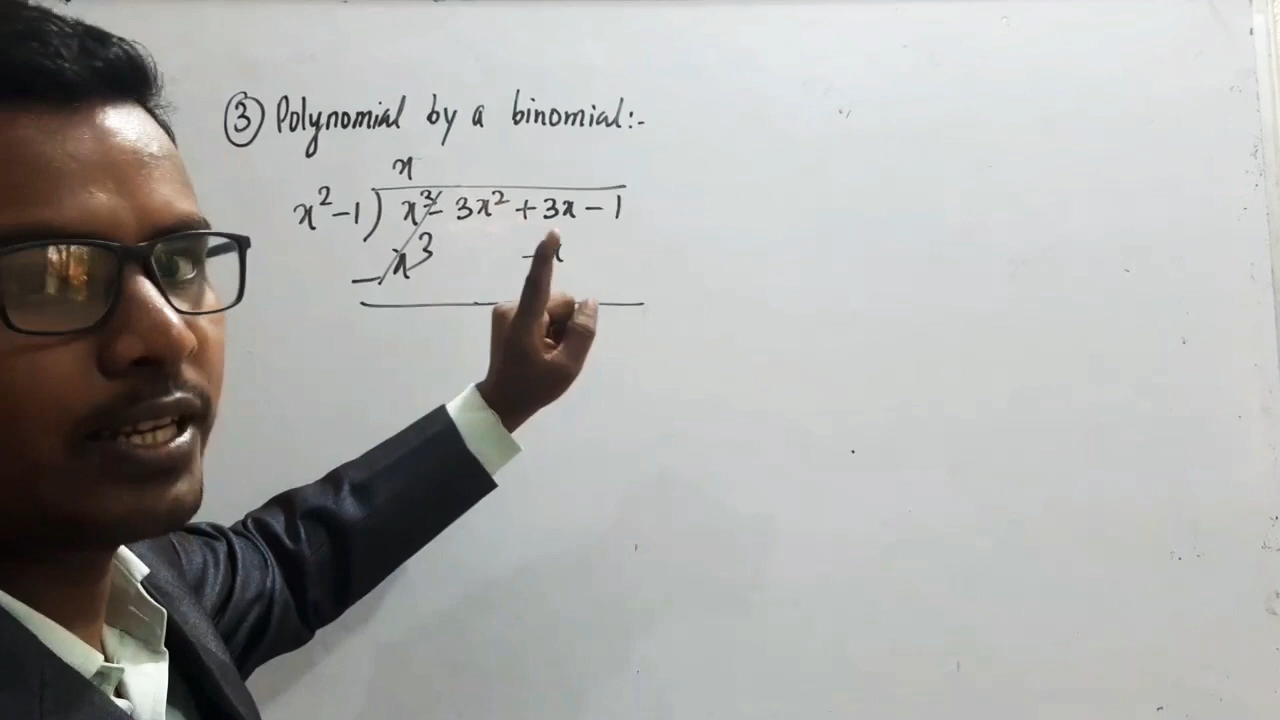 ③ Polynomial by a binomial:-
x
x²-1) x³- 3x² + 3x - 1
- x³ - x